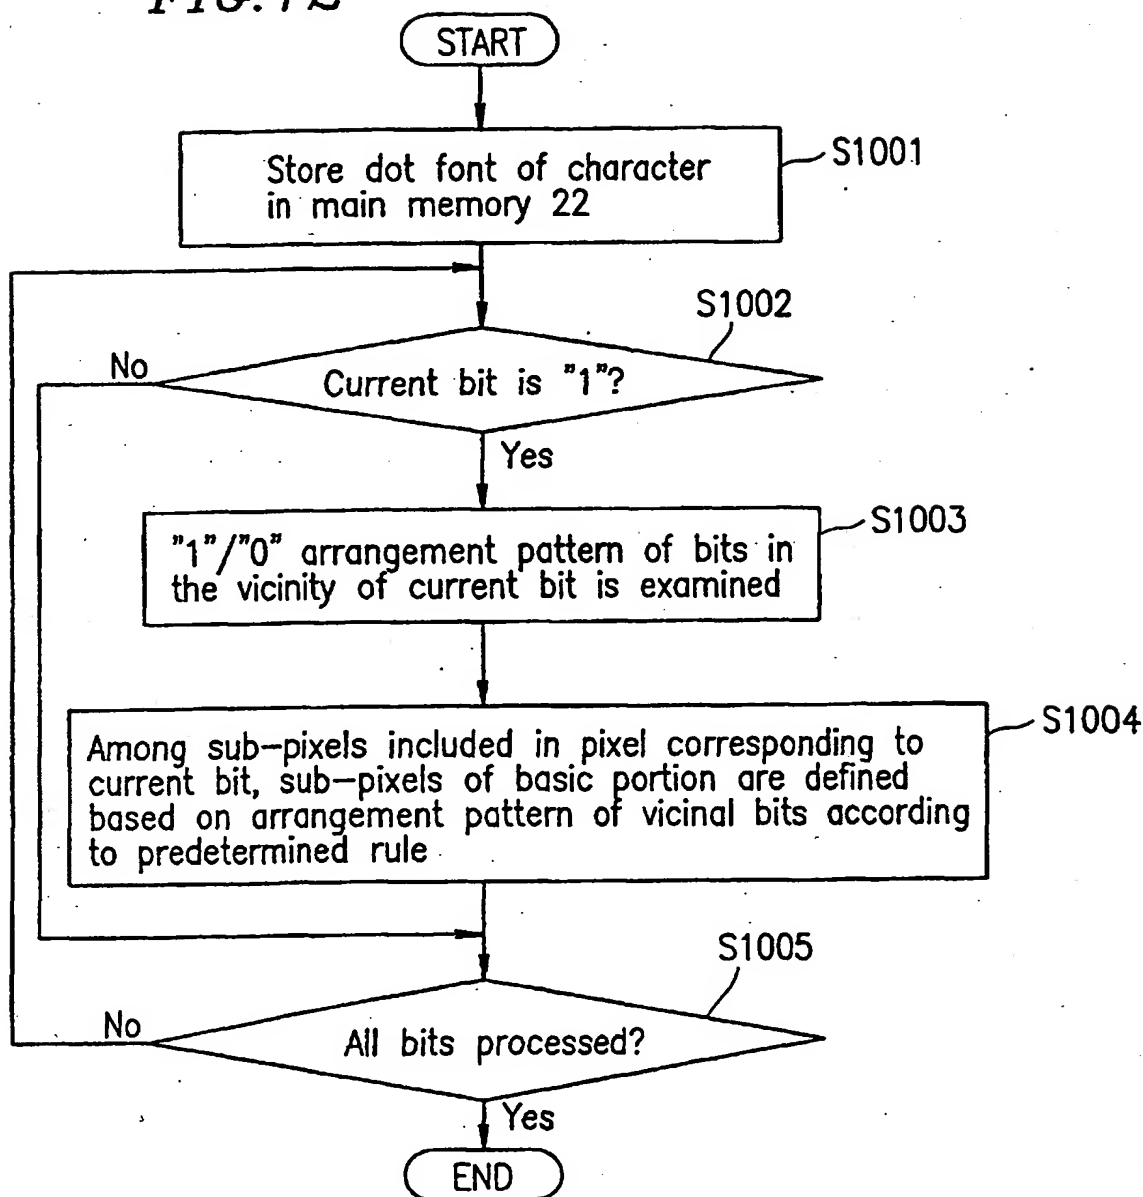 FIG. 72
START
Store dot font of character
in main memory 22
S1001
S1002
No
Current bit is "1"?
Yes
S1003
"1"/"0" arrangement pattern of bits in
the vicinity of current bit is examined
S1004
Among sub-pixels included in pixel corresponding to
current bit, sub-pixels of basic portion are defined
based on arrangement pattern of vicinal bits according
to predetermined rule
S1005
No
All bits processed?
Yes
END